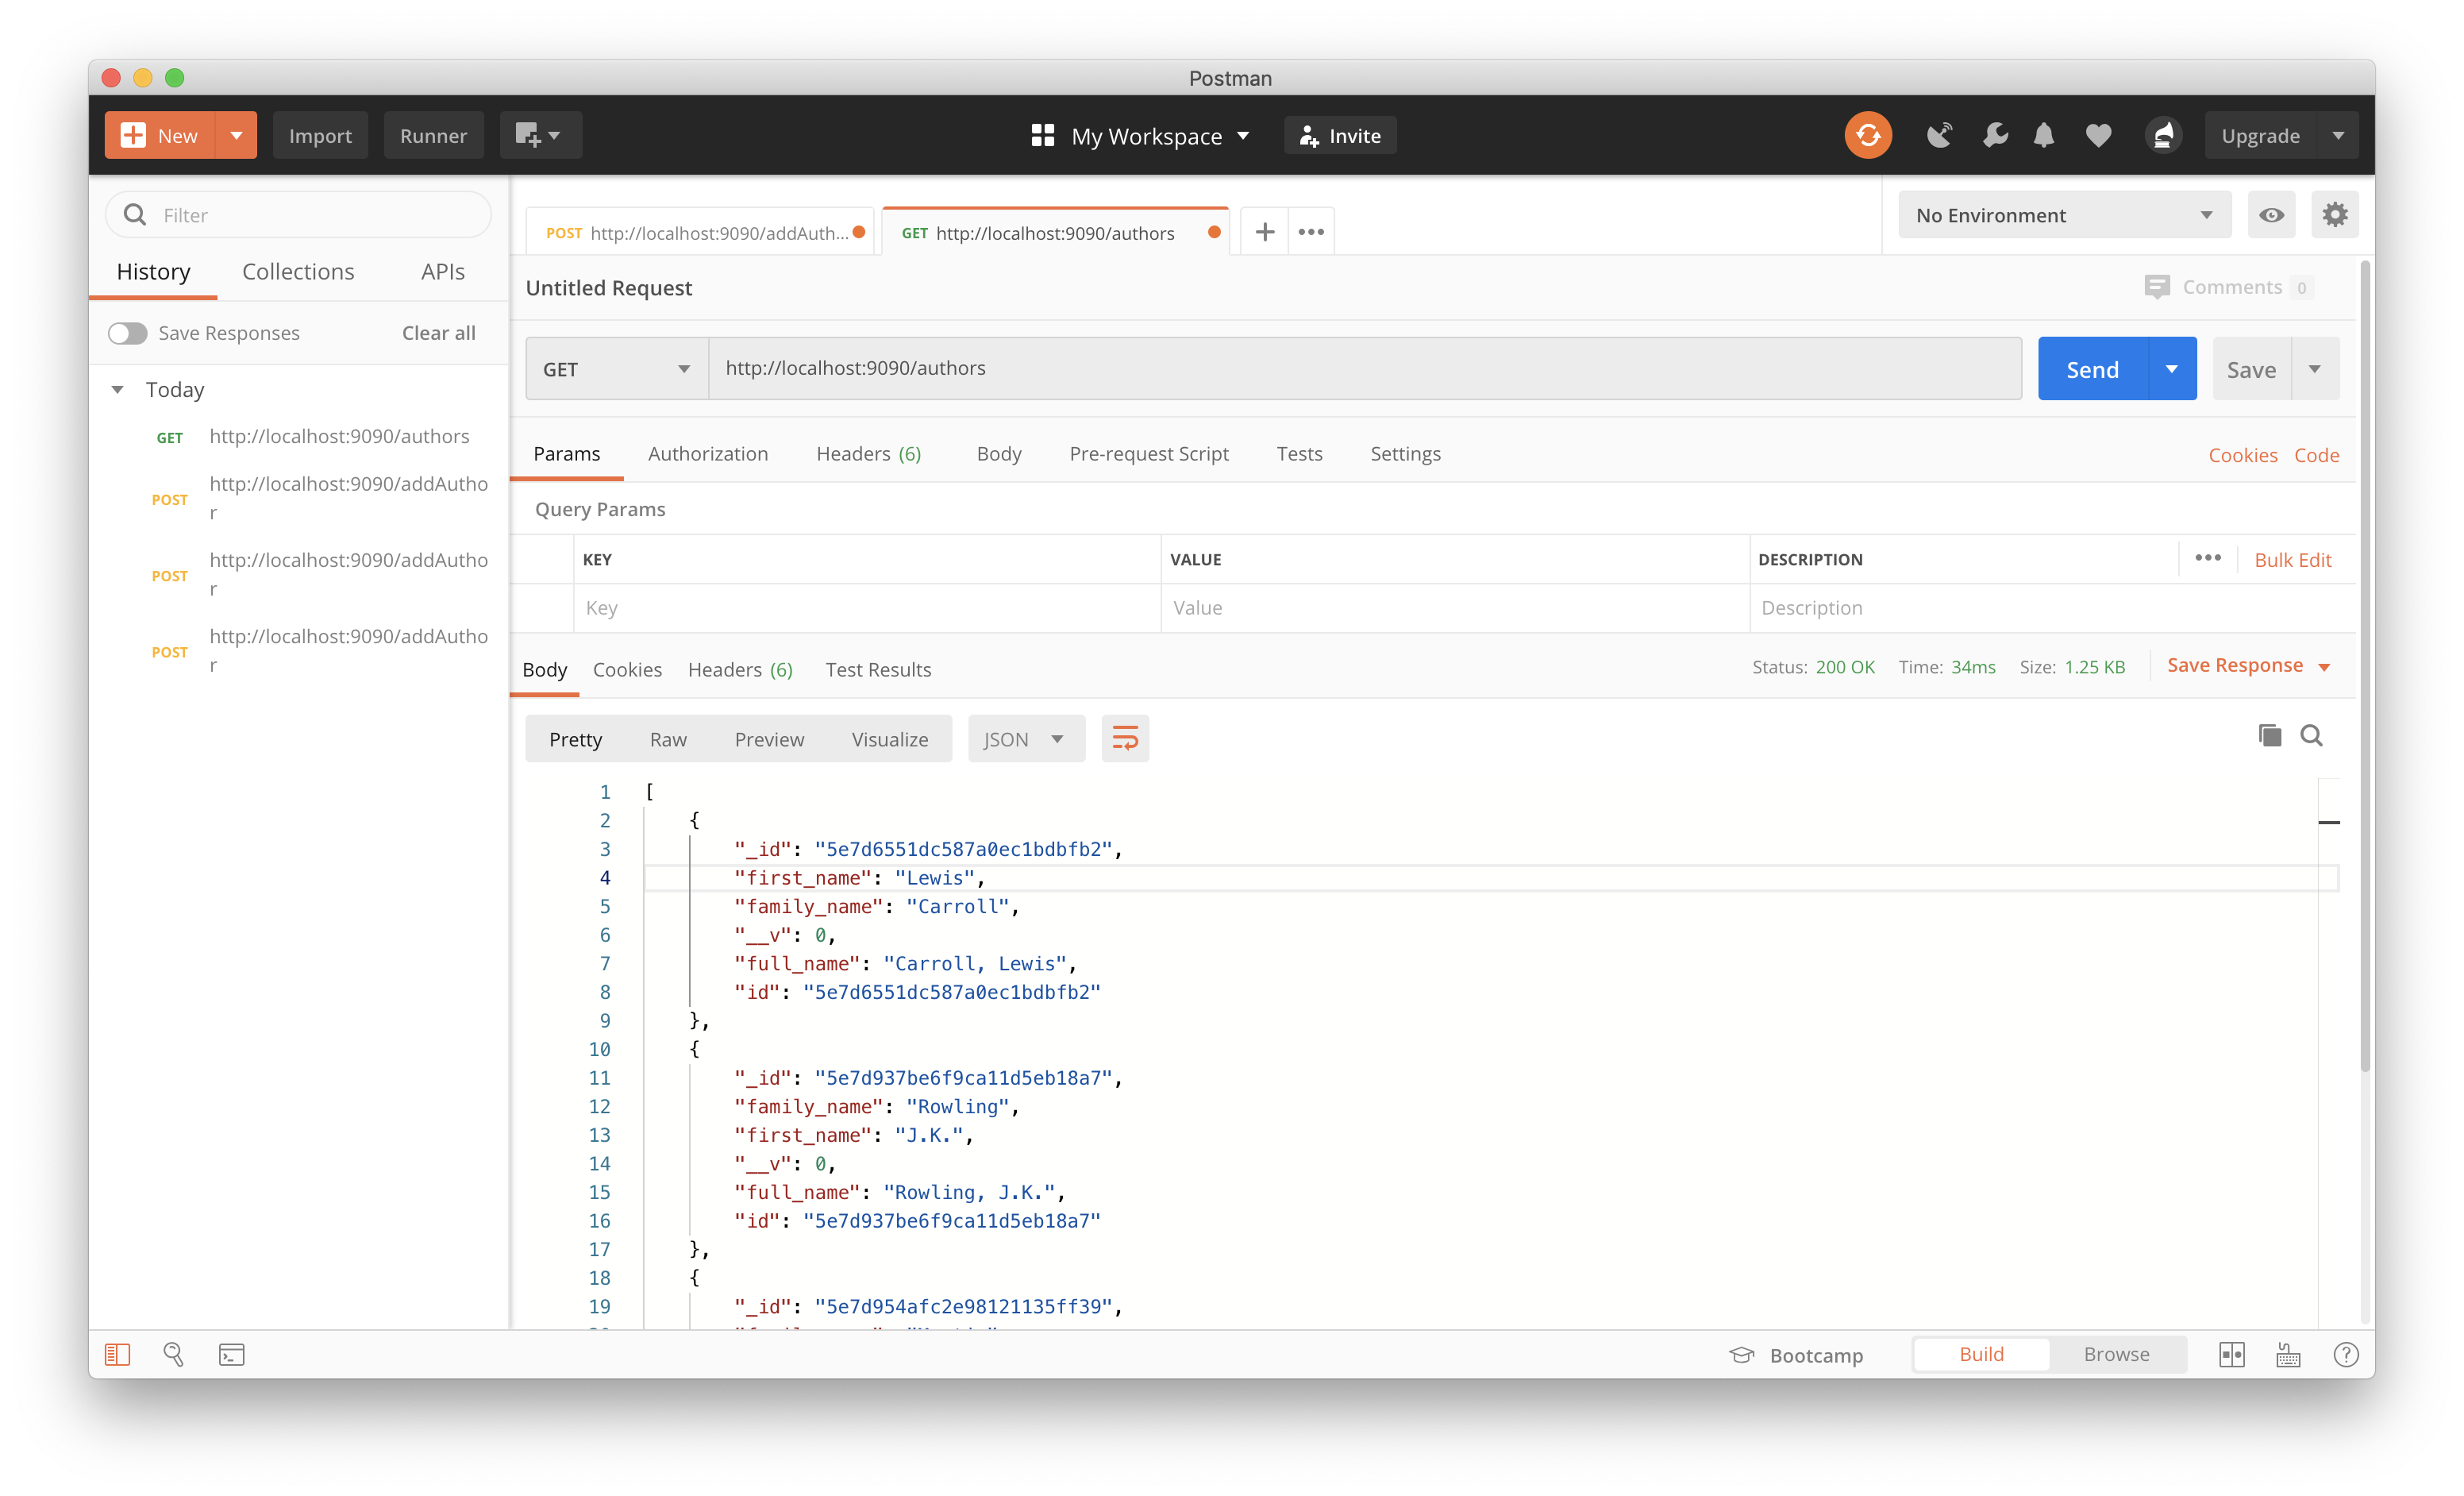 Postman
New
Import
Runner
My Workspace
Invite
Upgrade
Filter
History Collections APIs
Save Responses Clear all
Today
GET http://localhost:9090/authors
POST http://localhost:9090/addAutho
r
POST http://localhost:9090/addAutho
r
POST http://localhost:9090/addAutho
r
POST http://localhost:9090/addAuth...
GET http://localhost:9090/authors
No Environment
Untitled Request
Comments 0
GET http://localhost:9090/authors
Send
Save
Params Authorization Headers (6) Body Pre-request Script Tests Settings
Cookies Code
Query Params
KEY VALUE DESCRIPTION
Bulk Edit
Key Value Description
Body Cookies Headers (6) Test Results
Status: 200 OK Time: 34ms Size: 1.25 KB
Save Response
Pretty Raw Preview Visualize
JSON
1 [
2 {
3 "_id": "5e7d6551dc587a0ec1bdbfb2",
4 "first_name": "Lewis",
5 "family_name": "Carroll",
6 "__v": 0,
7 "full_name": "Carroll, Lewis",
8 "id": "5e7d6551dc587a0ec1bdbfb2"
9 },
10 {
11 "_id": "5e7d937be6f9ca11d5eb18a7",
12 "family_name": "Rowling",
13 "first_name": "J.K.",
14 "__v": 0,
15 "full_name": "Rowling, J.K.",
16 "id": "5e7d937be6f9ca11d5eb18a7"
17 },
18 {
19 "_id": "5e7d954afc2e98121135ff39",
Bootcamp
Build Browse